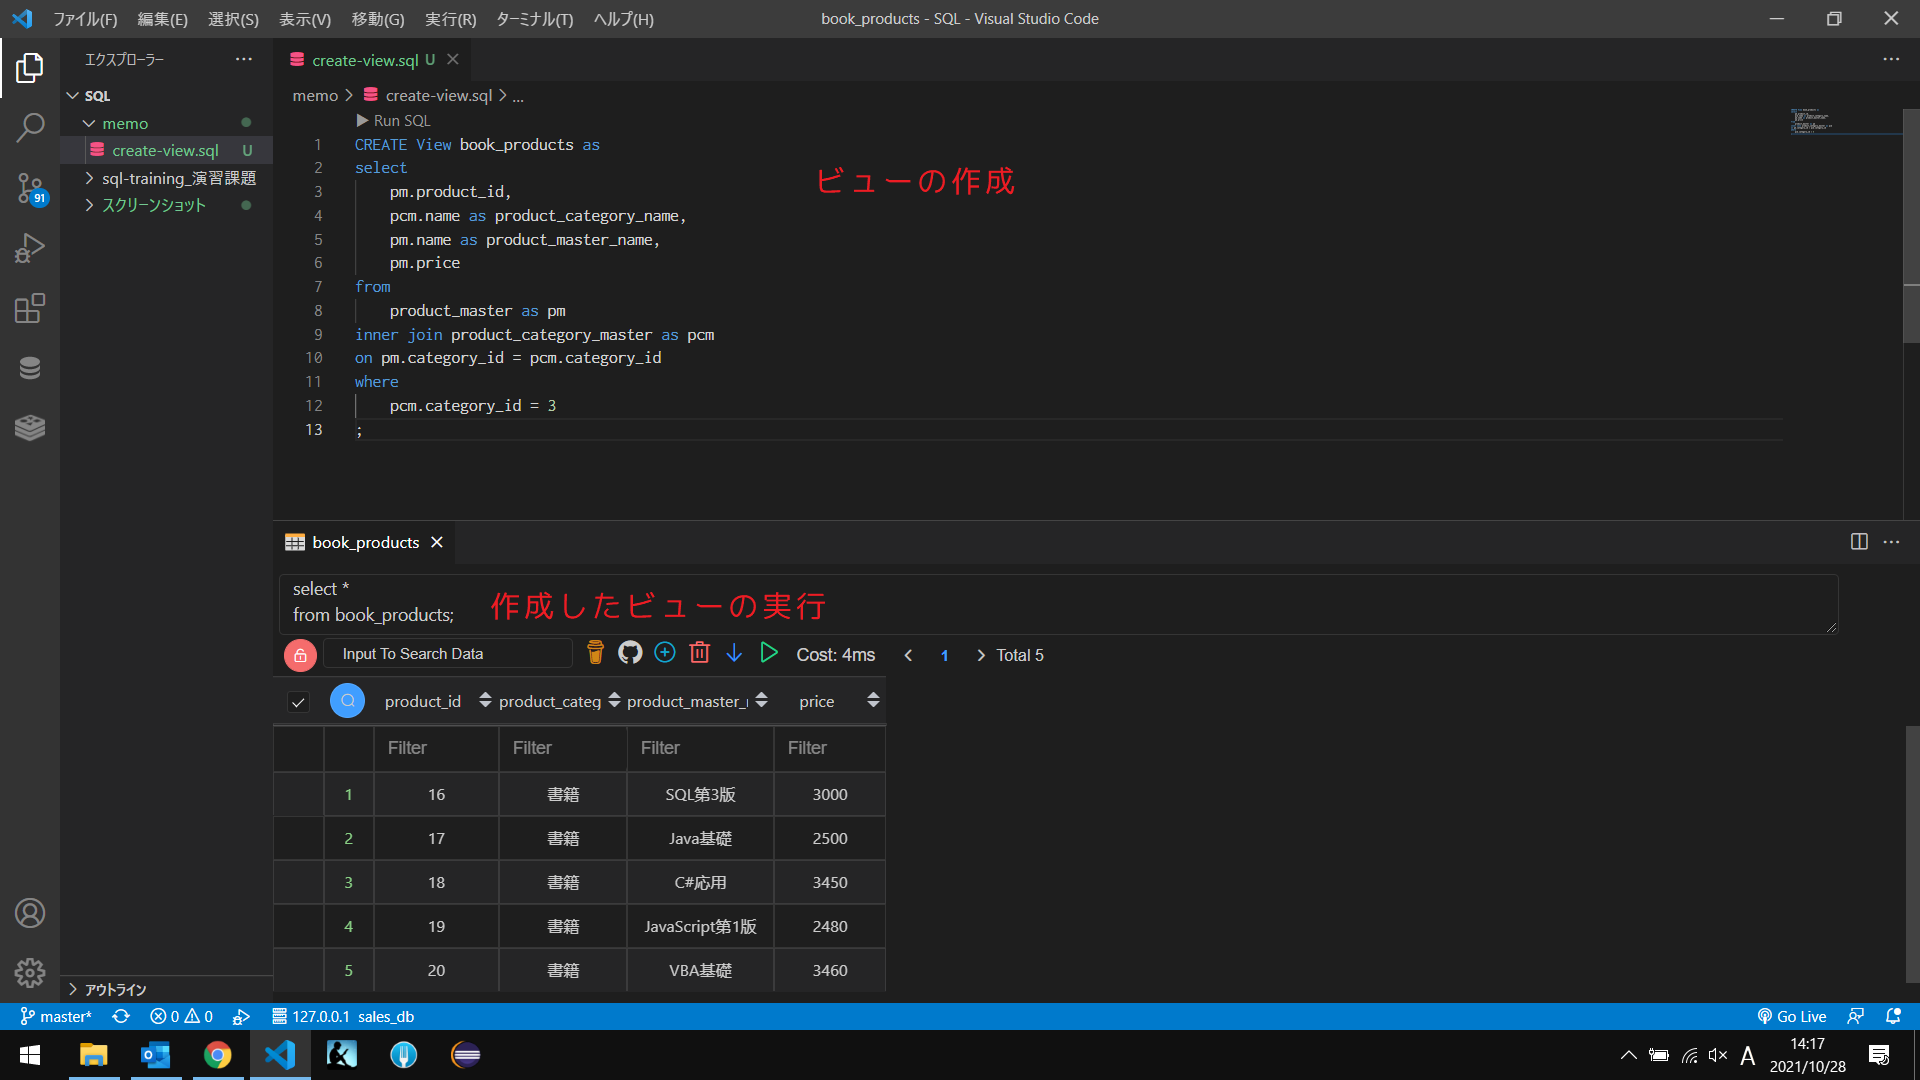 ファイル(F) 編集(E) 選択(S) 表示(V) 移動(G) 実行(R) ターミナル(T) ヘルプ(H)
book_products - SQL - Visual Studio Code
エクスプローラー
SQL
memo
create-view.sql U
sql-training_演習課題
スクリーンショット
アウトライン
91
create-view.sql U
memo > create-view.sql > ...
Run SQL
1 CREATE View book_products as
2 select
3 pm.product_id,
4 pcm.name as product_category_name,
5 pm.name as product_master_name,
6 pm.price
7 from
8 product_master as pm
9 inner join product_category_master as pcm
10 on pm.category_id = pcm.category_id
11 where
12 pcm.category_id = 3
13 ;
ビューの作成
book_products
select *
from book_products;
作成したビューの実行
Input To Search Data
Cost: 4ms
1
Total 5
product_id product_categ product_master_ price
Filter Filter Filter Filter
1 16 書籍 SQL第3版 3000
2 17 書籍 Java基礎 2500
3 18 書籍 C#応用 3450
4 19 書籍 JavaScript第1版 2480
5 20 書籍 VBA基礎 3460
master* 0 0 127.0.0.1 sales_db
Go Live
A
14:17
2021/10/28